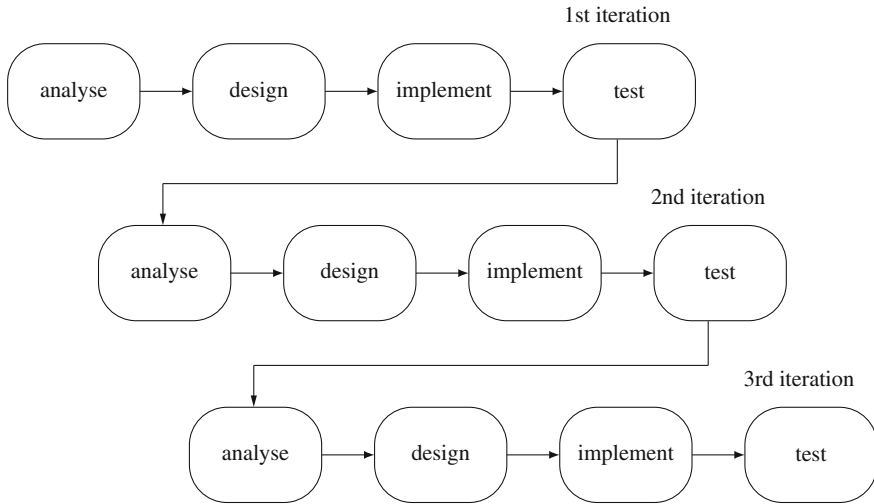 1st iteration
analyse design implement test
2nd iteration
analyse design implement test
3rd iteration
analyse design implement test